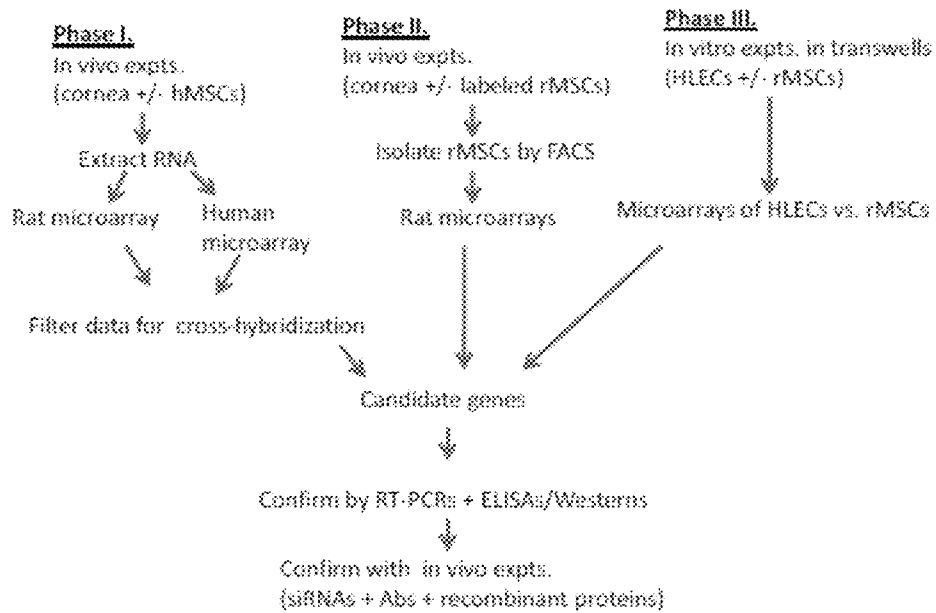 Phase I.
In vivo expts.
(cornea +/- hMSCs)
Extract RNA
Rat microarray
Human
microarray
Filter data for cross-hybridization
Phase II.
In vivo expts.
(cornea +/- labeled rMSCs)
Isolate rMSCs by FACS
Rat microarrays
Phase III.
In vitro expts. in transwells
(HLECs +/- rMSCs)
Microarrays of HLECs vs. rMSCs
Candidate genes
Confirm by RT-PCRs + ELISAs/Westerns
Confirm with in vivo expts.
(siRNAs + Abs + recombinant proteins)